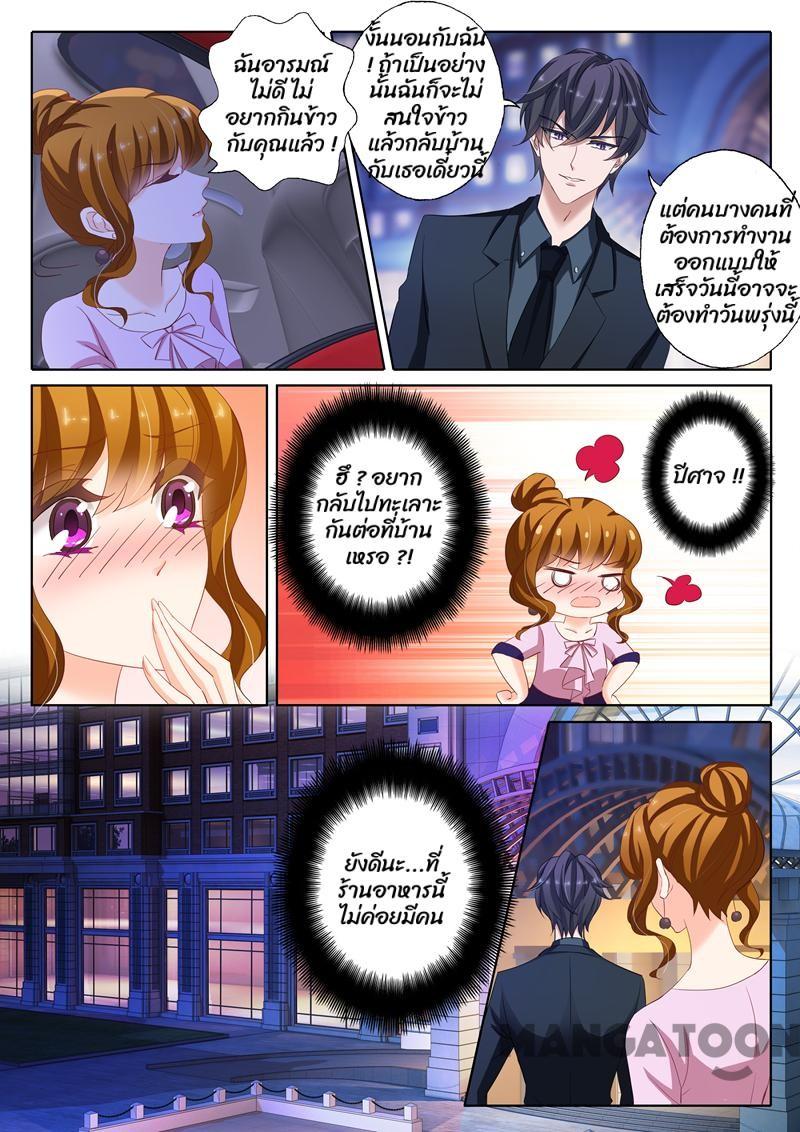 ฉันอารมณ์
ไม่ดี ไม่
อยากกินข้าว
กับคุณแล้ว !
งั้นนอนกับฉัน
! ถ้าเป็นอย่าง
นั้นฉันก็จะไม่
สนใจข้าว
แล้วกลับบ้าน
กับเธอเดี๋ยวนี้
แต่คนบางคนที่
ต้องการทำงาน
ออกแบบให้
เสร็จวันนี้อาจจะ
ต้องทำวันพรุ่งนี้
ฮึ ? อยาก
กลับไปทะเลาะ
กันต่อที่บ้าน
เหรอ ?!
ปีศาจ !!
ยังดีนะ...ที่
ร้านอาหารนี้
ไม่ค่อยมีคน
MANGATOON